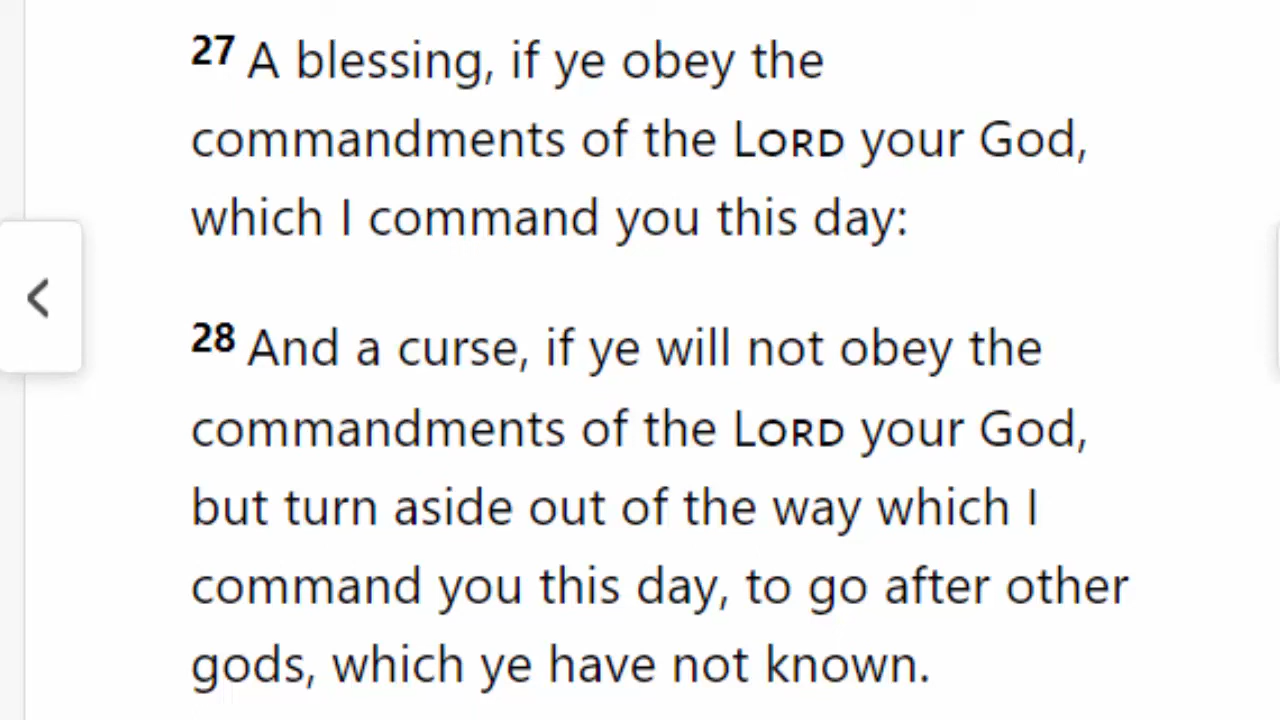 27 A blessing, if ye obey the
commandments of the LORD your God,
which I command you this day:
28 And a curse, if ye will not obey the
commandments of the LORD your God,
but turn aside out of the way which I
command you this day, to go after other
gods, which ye have not known.